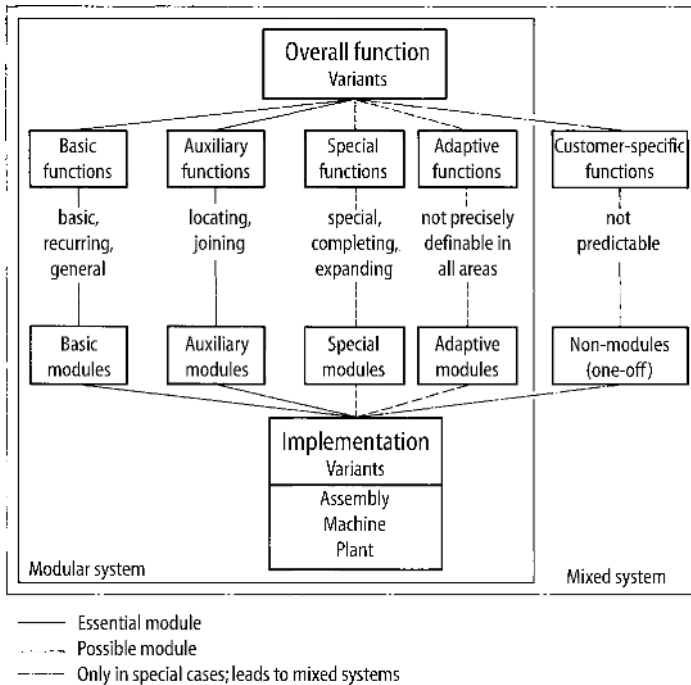 Overall function
Variants
Basic
functions
Auxiliary
functions
Special
functions
Adaptive
functions
Customer-specific
functions
basic,
recurring,
general
locating,
joining
special,
completing,
expanding
not precisely
definable in
all areas
not
predictable
Basic
modules
Auxiliary
modules
Special
modules
Adaptive
modules
Non-modules
(one-off)
Implementation
Variants
Assembly
Machine
Plant
Modular system
Mixed system
Essential module
Possible module
Only in special cases; leads to mixed systems